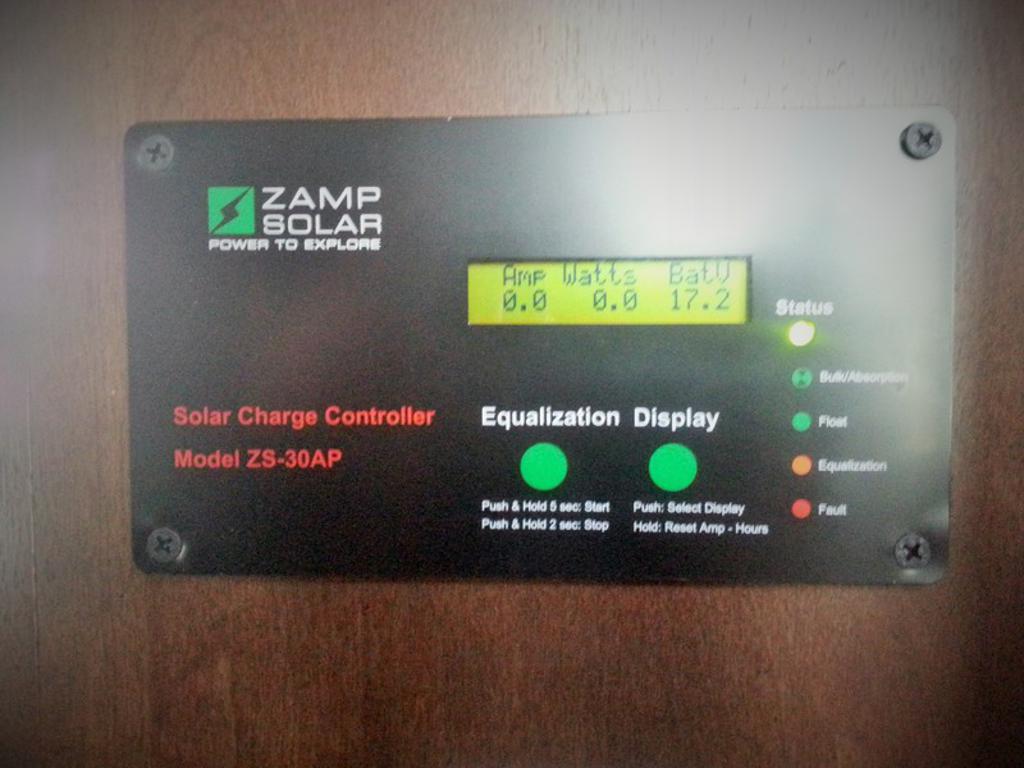 ZAMP
SOLAR
POWER TO EXPLORE
Amp Watts BatV
0.0 0.0 17.2
Status
Bulk/Absorption
Float
Equalization
Fault
Solar Charge Controller
Model ZS-30AP
Equalization Display
Push & Hold 5 sec: Start
Push & Hold 2 sec: Stop
Push: Select Display
Hold: Reset Amp - Hours